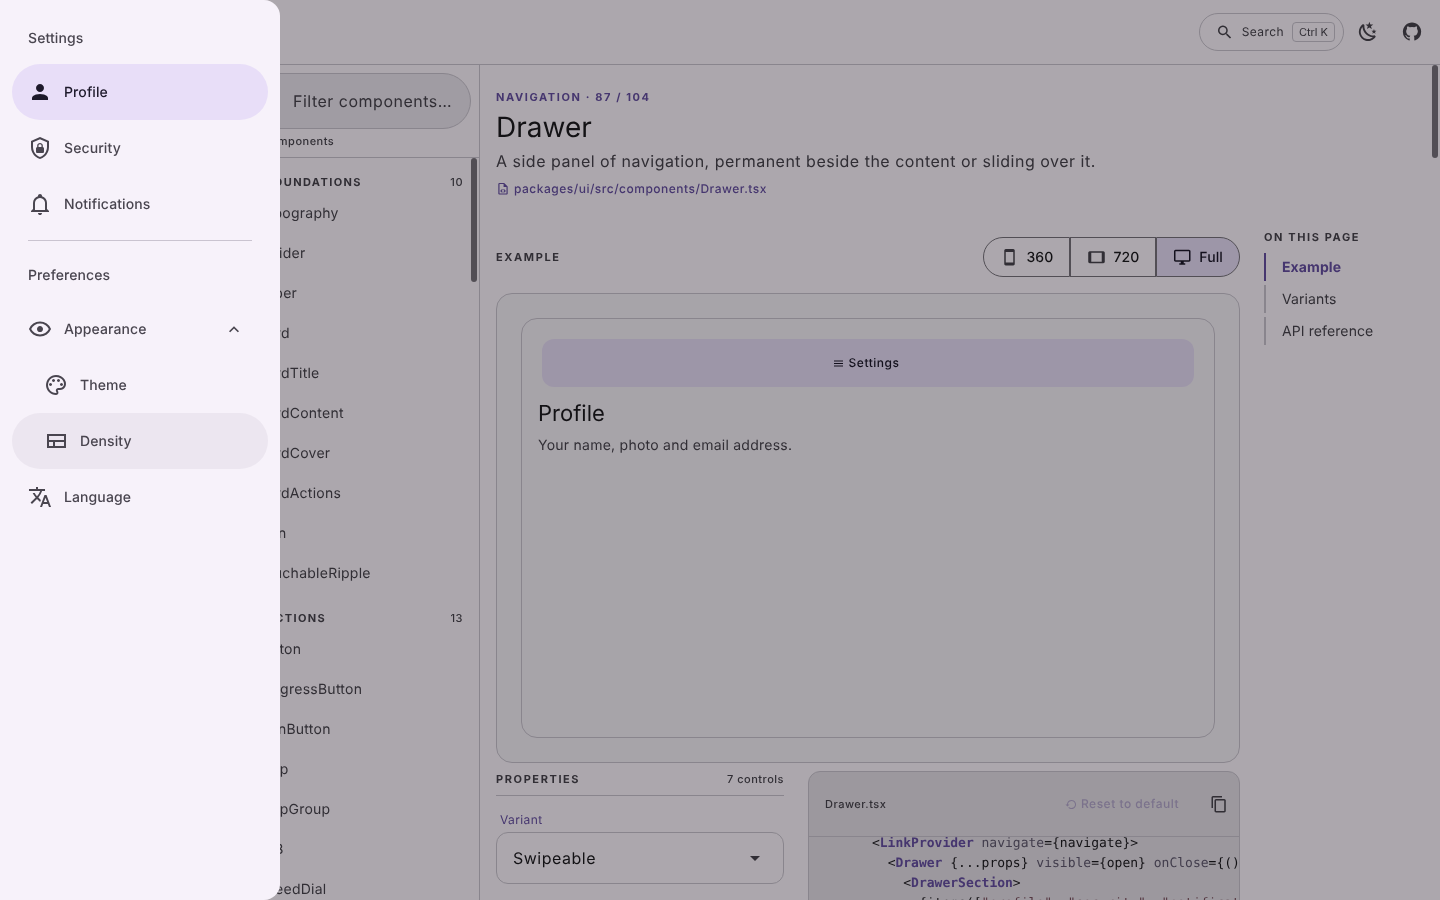 Settings
Profile
Security
Notifications
Preferences
Appearance
Theme
Density
Language
Search Ctrl K
Filter components...
mponents
OUNDATIONS 10
ography
ider
er
d
dTitle
dContent
dCover
dActions
n
uchableRipple
CTIONS 13
ton
gressButton
nButton
p
pGroup
eedDial
NAVIGATION · 87 / 104
Drawer
A side panel of navigation, permanent beside the content or sliding over it.
packages/ui/src/components/Drawer.tsx
EXAMPLE
360 720 Full
Settings
Profile
Your name, photo and email address.
PROPERTIES 7 controls
Variant
Swipeable
Drawer.tsx Reset to default
<LinkProvider navigate={navigate}>
<Drawer {...props} visible={open} onClose={()
<DrawerSection>
ON THIS PAGE
Example
Variants
API reference